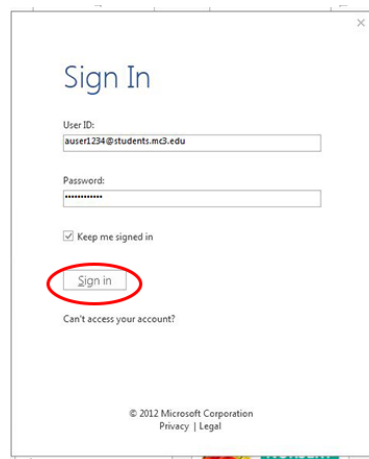 Sign In
User ID:
auser1234@students.mc3.edu
Password:
••••••••••••
Keep me signed in
Sign in
Can't access your account?
© 2012 Microsoft Corporation
Privacy | Legal